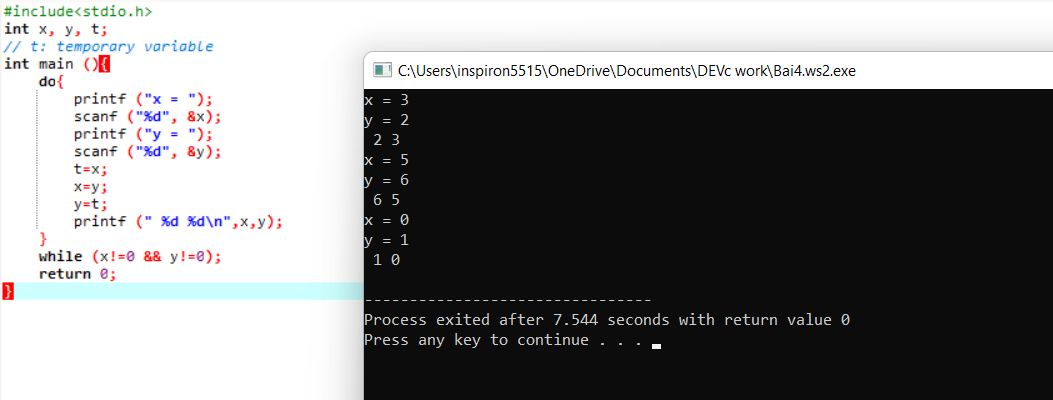 #include<stdio.h>
int x, y, t;
// t: temporary variable
int main (){
do{
printf ("x = ");
scanf ("%d", &x);
printf ("y = ");
scanf ("%d", &y);
t=x;
x=y;
y=t;
printf (" %d %d\n",x,y);
}
while (x!=0 && y!=0);
return 0;
}
C:\Users\inspiron5515\OneDrive\Documents\DEVc work\Bai4.ws2.exe
x = 3
y = 2
2 3
x = 5
y = 6
6 5
x = 0
y = 1
1 0
--------------------------------
Process exited after 7.544 seconds with return value 0
Press any key to continue . . .